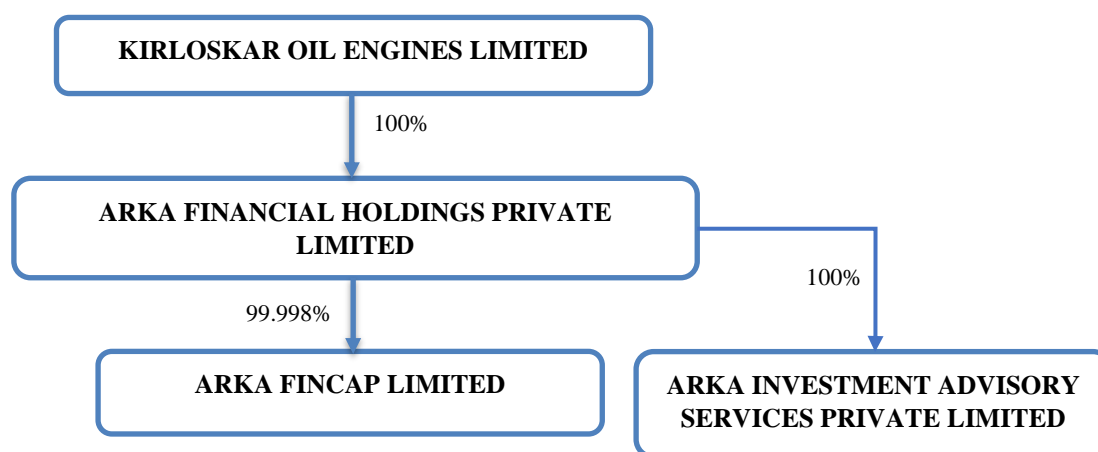 KIRLOSKAR OIL ENGINES LIMITED
100%
ARKA FINANCIAL HOLDINGS PRIVATE
LIMITED
100%
99.998%
ARKA FINCAP LIMITED
ARKA INVESTMENT ADVISORY
SERVICES PRIVATE LIMITED